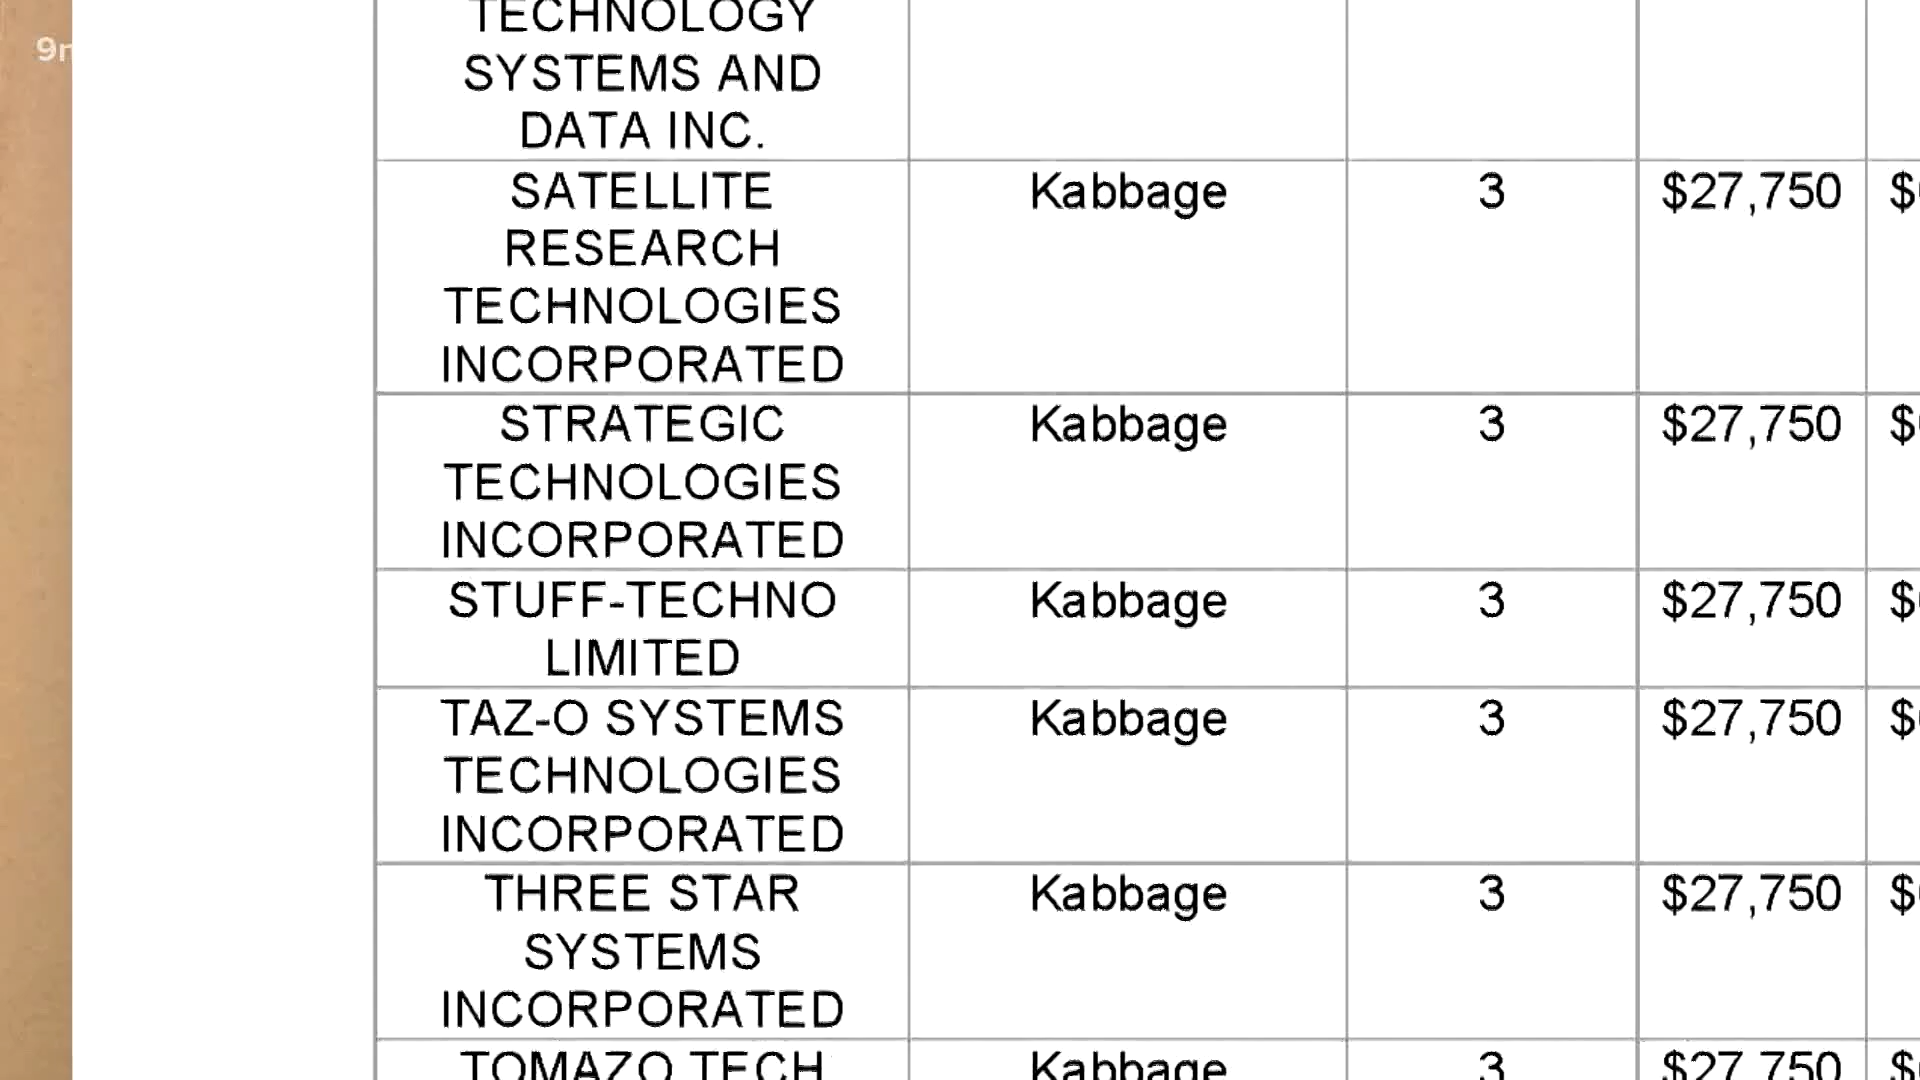 9n
TECHNOLOGY
SYSTEMS AND
DATA INC.
SATELLITE Kabbage 3 $27,750 $
RESEARCH
TECHNOLOGIES
INCORPORATED
STRATEGIC Kabbage 3 $27,750 $
TECHNOLOGIES
INCORPORATED
STUFF-TECHNO Kabbage 3 $27,750 $
LIMITED
TAZ-O SYSTEMS Kabbage 3 $27,750 $
TECHNOLOGIES
INCORPORATED
THREE STAR Kabbage 3 $27,750 $
SYSTEMS
INCORPORATED
TOMAZO TECH Kabbage 3 $27,750 $